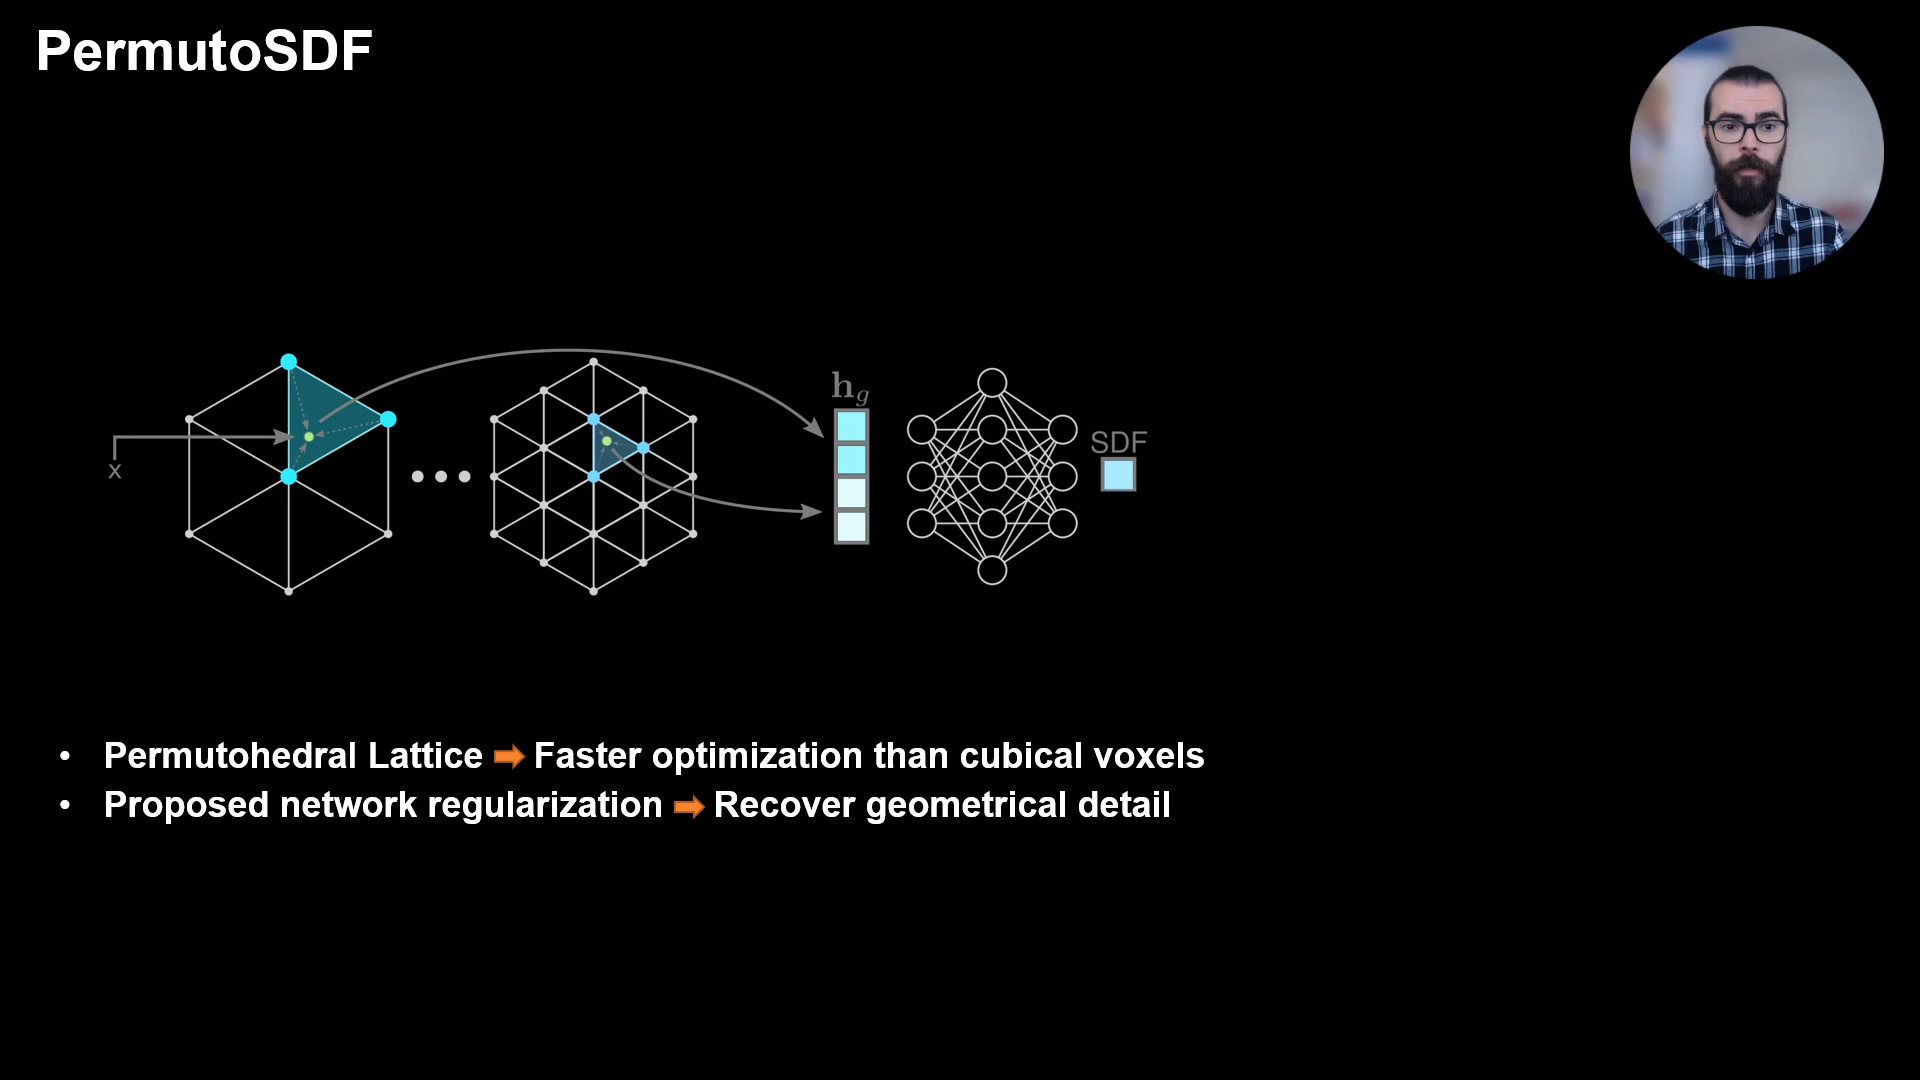 PermutoSDF
h_g
SDF
x
• Permutohedral Lattice ➡ Faster optimization than cubical voxels
• Proposed network regularization ➡ Recover geometrical detail